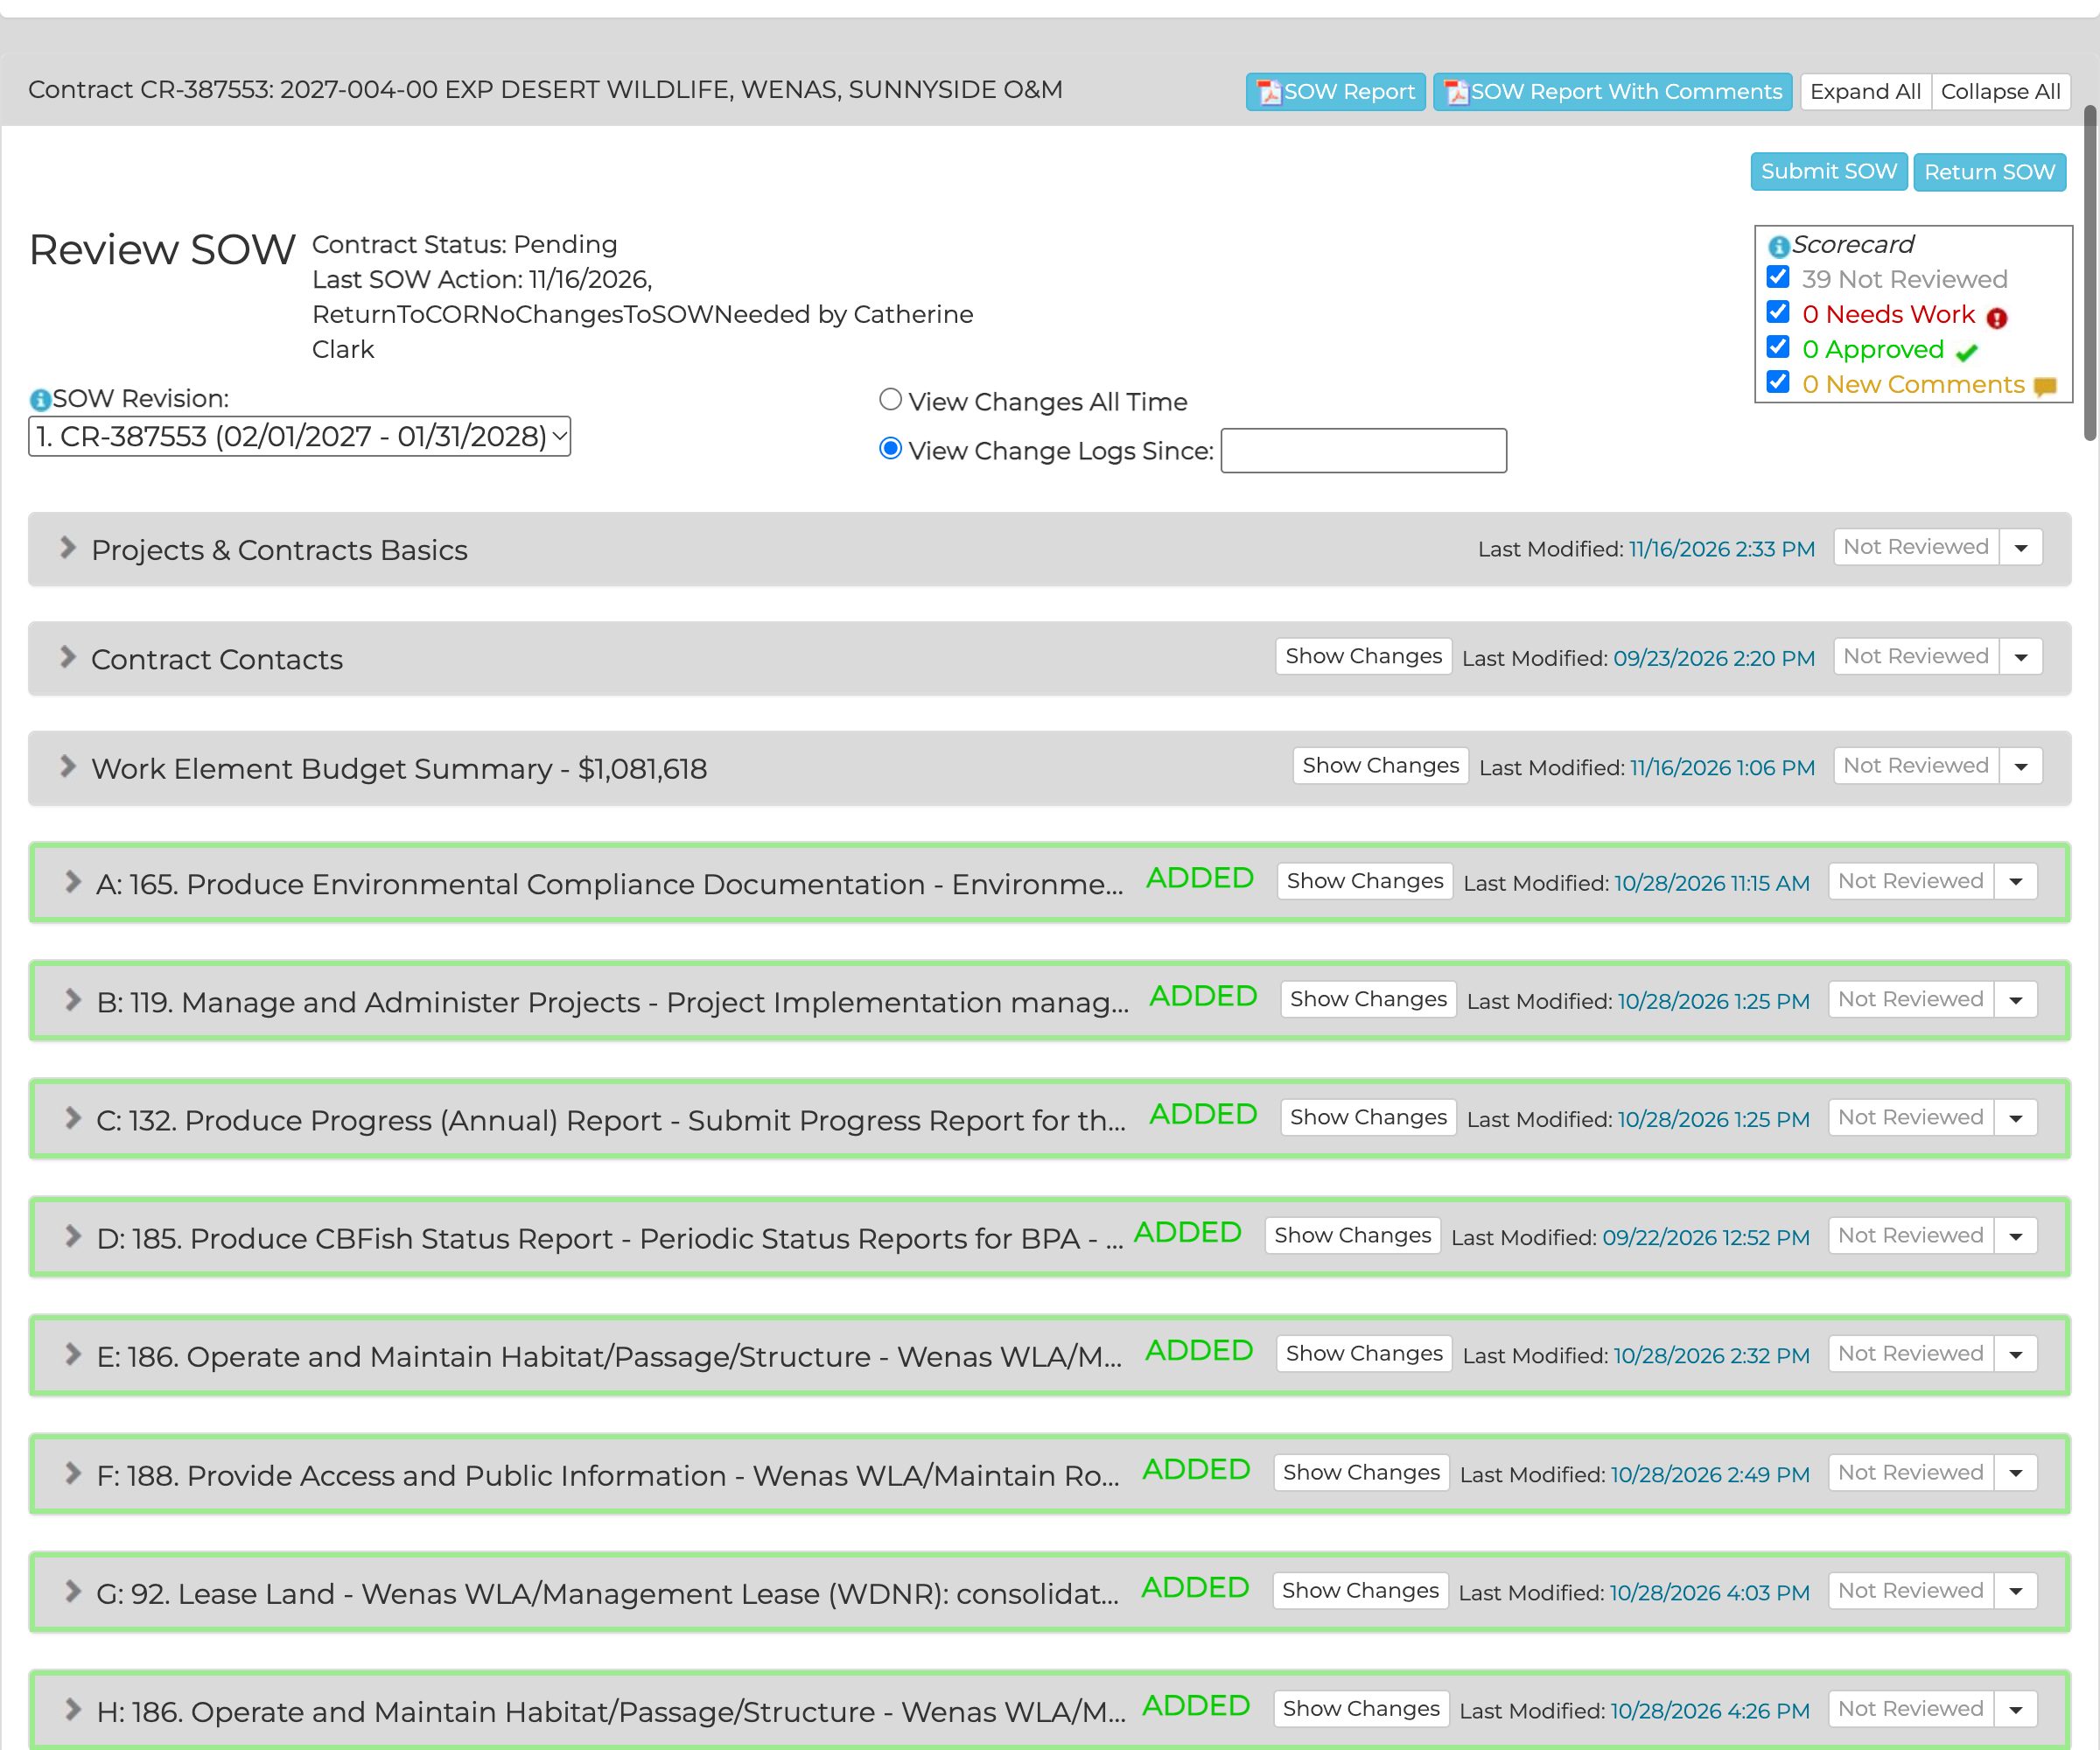 Contract CR-387553: 2027-004-00 EXP DESERT WILDLIFE, WENAS, SUNNYSIDE O&M
SOW Report
SOW Report With Comments
Expand All
Collapse All
Submit SOW
Return SOW
Review SOW
Contract Status: Pending
Last SOW Action: 11/16/2026,
ReturnToCORNoChangesToSOWNeeded by Catherine
Clark
Scorecard
39 Not Reviewed
0 Needs Work
0 Approved
0 New Comments
SOW Revision:
1. CR-387553 (02/01/2027 - 01/31/2028)
View Changes All Time
View Change Logs Since:
Projects & Contracts Basics Last Modified: 11/16/2026 2:33 PM Not Reviewed
Contract Contacts Show Changes Last Modified: 09/23/2026 2:20 PM Not Reviewed
Work Element Budget Summary - $1,081,618 Show Changes Last Modified: 11/16/2026 1:06 PM Not Reviewed
A: 165. Produce Environmental Compliance Documentation - Environme... ADDED Show Changes Last Modified: 10/28/2026 11:15 AM Not Reviewed
B: 119. Manage and Administer Projects - Project Implementation manag... ADDED Show Changes Last Modified: 10/28/2026 1:25 PM Not Reviewed
C: 132. Produce Progress (Annual) Report - Submit Progress Report for th... ADDED Show Changes Last Modified: 10/28/2026 1:25 PM Not Reviewed
D: 185. Produce CBFish Status Report - Periodic Status Reports for BPA - ... ADDED Show Changes Last Modified: 09/22/2026 12:52 PM Not Reviewed
E: 186. Operate and Maintain Habitat/Passage/Structure - Wenas WLA/M... ADDED Show Changes Last Modified: 10/28/2026 2:32 PM Not Reviewed
F: 188. Provide Access and Public Information - Wenas WLA/Maintain Ro... ADDED Show Changes Last Modified: 10/28/2026 2:49 PM Not Reviewed
G: 92. Lease Land - Wenas WLA/Management Lease (WDNR): consolidat... ADDED Show Changes Last Modified: 10/28/2026 4:03 PM Not Reviewed
H: 186. Operate and Maintain Habitat/Passage/Structure - Wenas WLA/M... ADDED Show Changes Last Modified: 10/28/2026 4:26 PM Not Reviewed